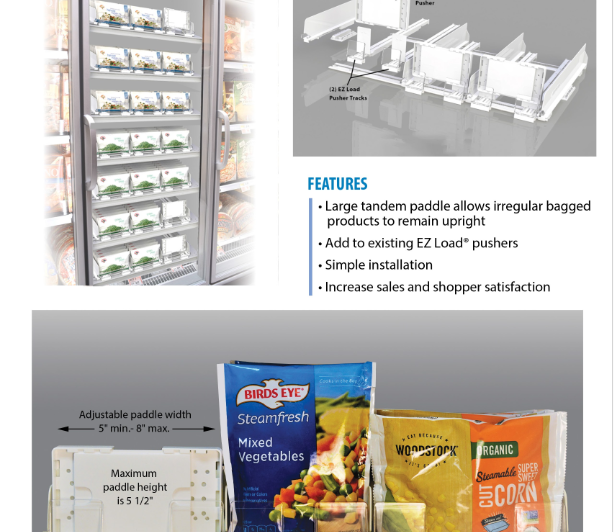 Pusher
(2) EZ Load
Pusher Tracks
FEATURES
• Large tandem paddle allows irregular bagged
products to remain upright
• Add to existing EZ Load® pushers
• Simple installation
• Increase sales and shopper satisfaction
Adjustable paddle width
5" min.- 8" max.
Maximum
paddle height
is 5 1/2"
BIRDS EYE
Steamfresh
Mixed
Vegetables
EAT BECAUSE
WOODSTOCK
ORGANIC
Steamable
SUPER
SWEET
CUT
CORN